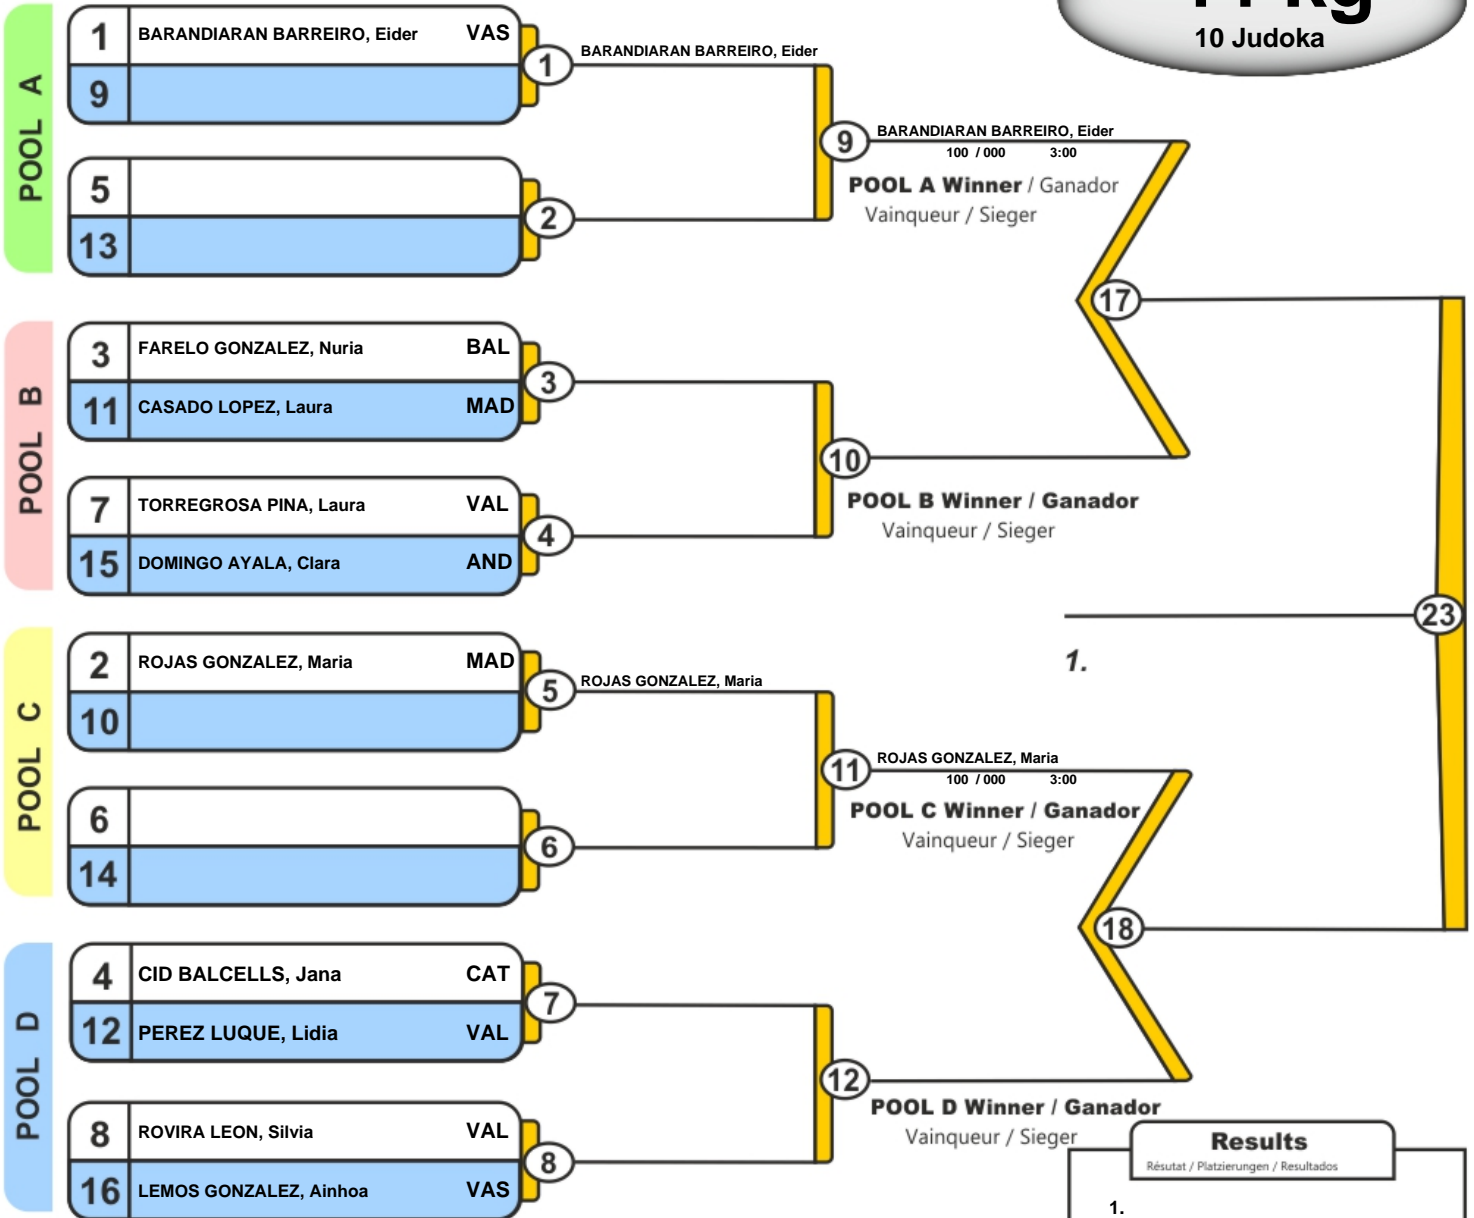 10 Judoka
POOL A
1 BARANDIARAN BARREIRO, Eider VAS
9
1
BARANDIARAN BARREIRO, Eider
5
13
2
9
BARANDIARAN BARREIRO, Eider
100 / 000 3:00
POOL A Winner / Ganador
Vainqueur / Sieger
17
POOL B
3 FARELO GONZALEZ, Nuria BAL
11 CASADO LOPEZ, Laura MAD
3
7 TORREGROSA PINA, Laura VAL
15 DOMINGO AYALA, Clara AND
4
10
POOL B Winner / Ganador
Vainqueur / Sieger
23
1.
POOL C
2 ROJAS GONZALEZ, Maria MAD
10
5
ROJAS GONZALEZ, Maria
6
14
6
11
ROJAS GONZALEZ, Maria
100 / 000 3:00
POOL C Winner / Ganador
Vainqueur / Sieger
18
POOL D
4 CID BALCELLS, Jana CAT
12 PEREZ LUQUE, Lidia VAL
7
8 ROVIRA LEON, Silvia VAL
16 LEMOS GONZALEZ, Ainhoa VAS
8
12
POOL D Winner / Ganador
Vainqueur / Sieger
Results
Résutat / Platzierungen / Resultados
1.